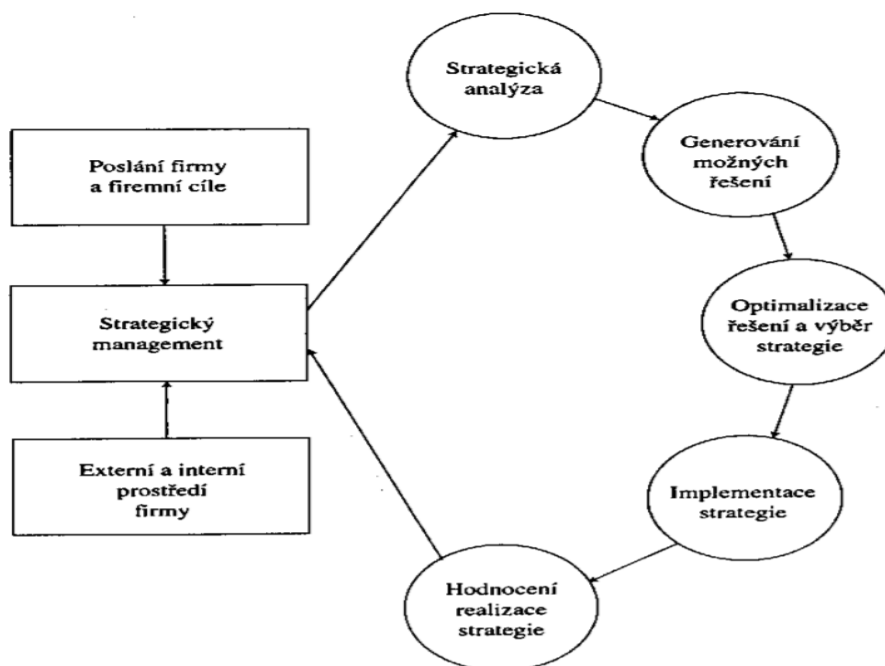 Strategická
analýza
Generování
možných
řešení
Poslání firmy
a firemní cíle
Strategický
management
Optimalizace
řešení a výběr
strategie
Externí a interní
prostředí
firmy
Implementace
strategie
Hodnocení
realizace
strategie